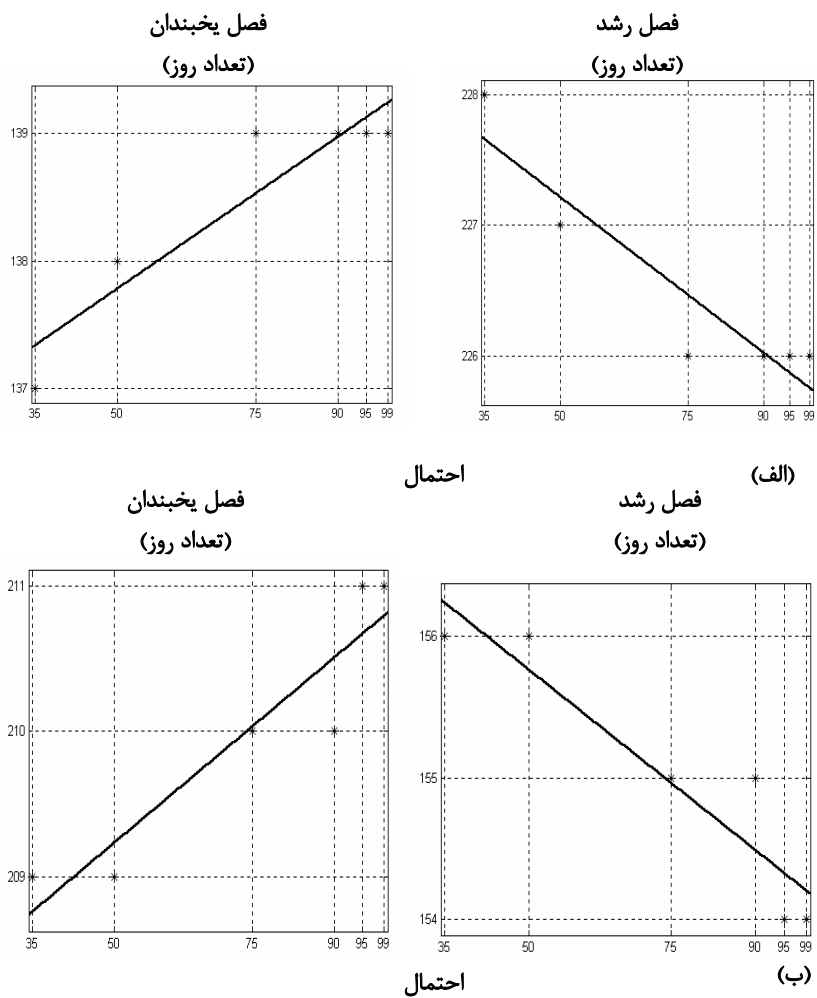 فصل رشد
(تعداد روز)
228
227
226
35 50 75 90 95 99
فصل یخبندان
(تعداد روز)
139
138
137
35 50 75 90 95 99
(الف)
احتمال
فصل رشد
(تعداد روز)
156
155
154
35 50 75 90 95 99
فصل یخبندان
(تعداد روز)
211
210
209
35 50 75 90 95 99
(ب)
احتمال